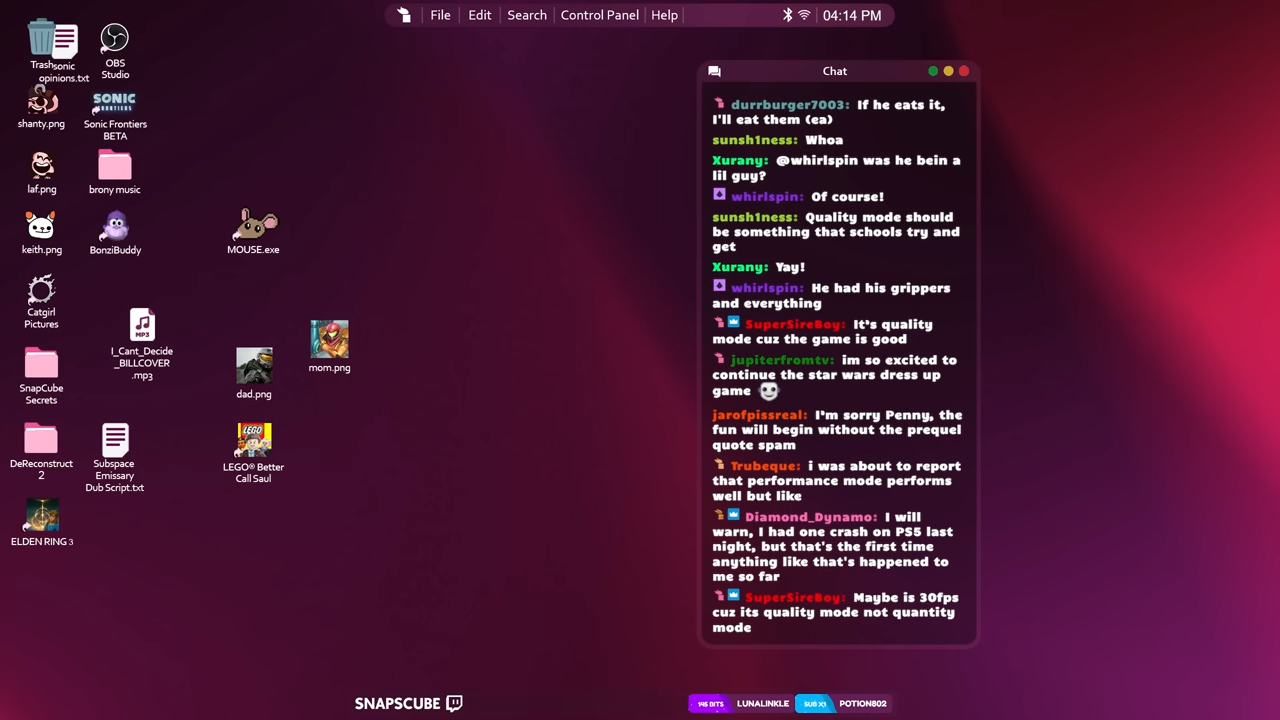 File Edit Search Control Panel Help 04:14 PM
Trash
sonic
opinions.txt
OBS
Studio
shanty.png
SONIC
FRONTIERS
Sonic Frontiers
BETA
laf.png
brony music
keith.png
BonziBuddy
MOUSE.exe
Catgirl
Pictures
MP3
I_Cant_Decide
_BILLCOVER
.mp3
dad.png
mom.png
SnapCube
Secrets
DeReconstruct
2
Subspace
Emissary
Dub Script.txt
LEGO
LEGO® Better
Call Saul
ELDEN RING 3
Chat
durrburger7003: If he eats it,
I'll eat them (ea)
sunsh1ness: Whoa
Xurany: @whirlspin was he bein a
lil guy?
whirlspin: Of course!
sunsh1ness: Quality mode should
be something that schools try and
get
Xurany: Yay!
whirlspin: He had his grippers
and everything
SuperSireBoy: It's quality
mode cuz the game is good
jupiterfromtv: im so excited to
continue the star wars dress up
game
jarofpissreal: I'm sorry Penny, the
fun will begin without the prequel
quote spam
Trubeque: i was about to report
that performance mode performs
well but like
Diamond_Dynamo: I will
warn, I had one crash on PS5 last
night, but that's the first time
anything like that's happened to
me so far
SuperSireBoy: Maybe is 30fps
cuz its quality mode not quantity
mode
SNAPSCUBE
145 BITS LUNALINKLE SUB X3 POTION802